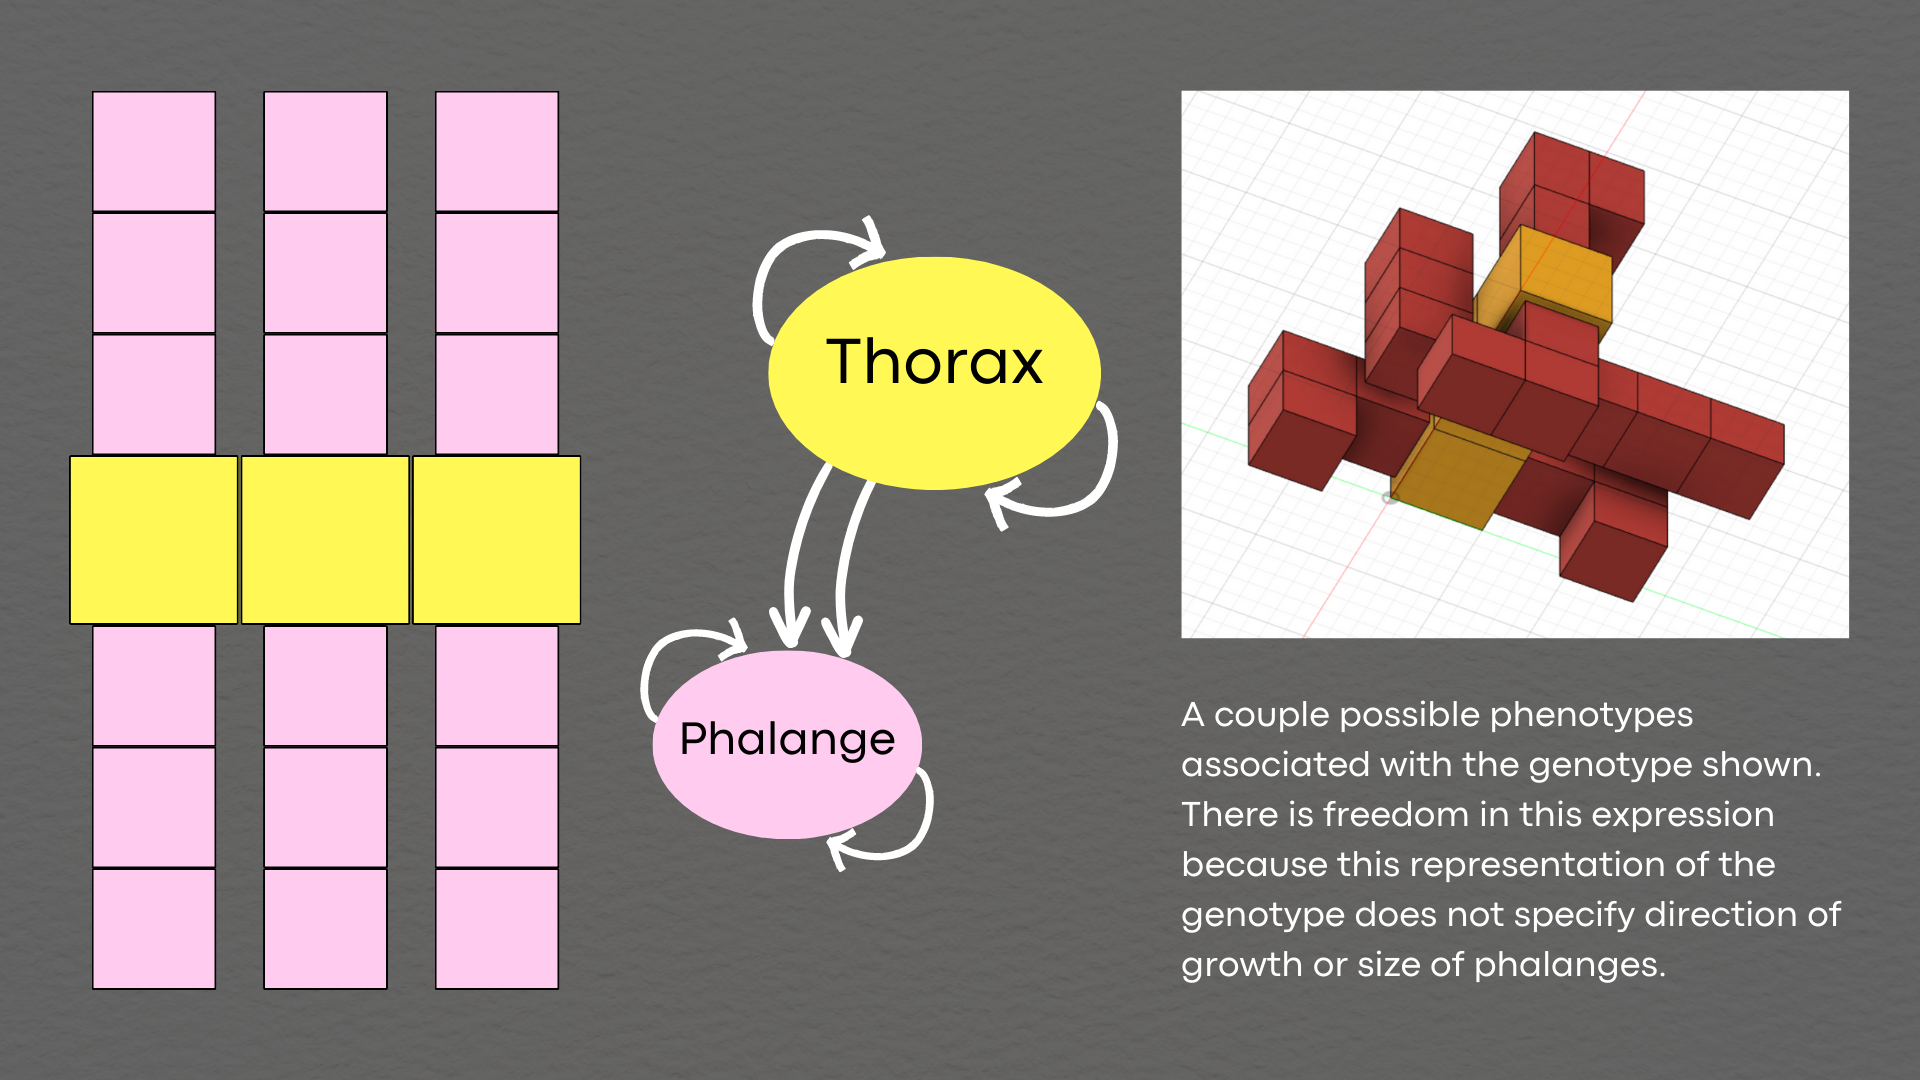 Thorax
Phalange
A couple possible phenotypes
associated with the genotype shown.
There is freedom in this expression
because this representation of the
genotype does not specify direction of
growth or size of phalanges.